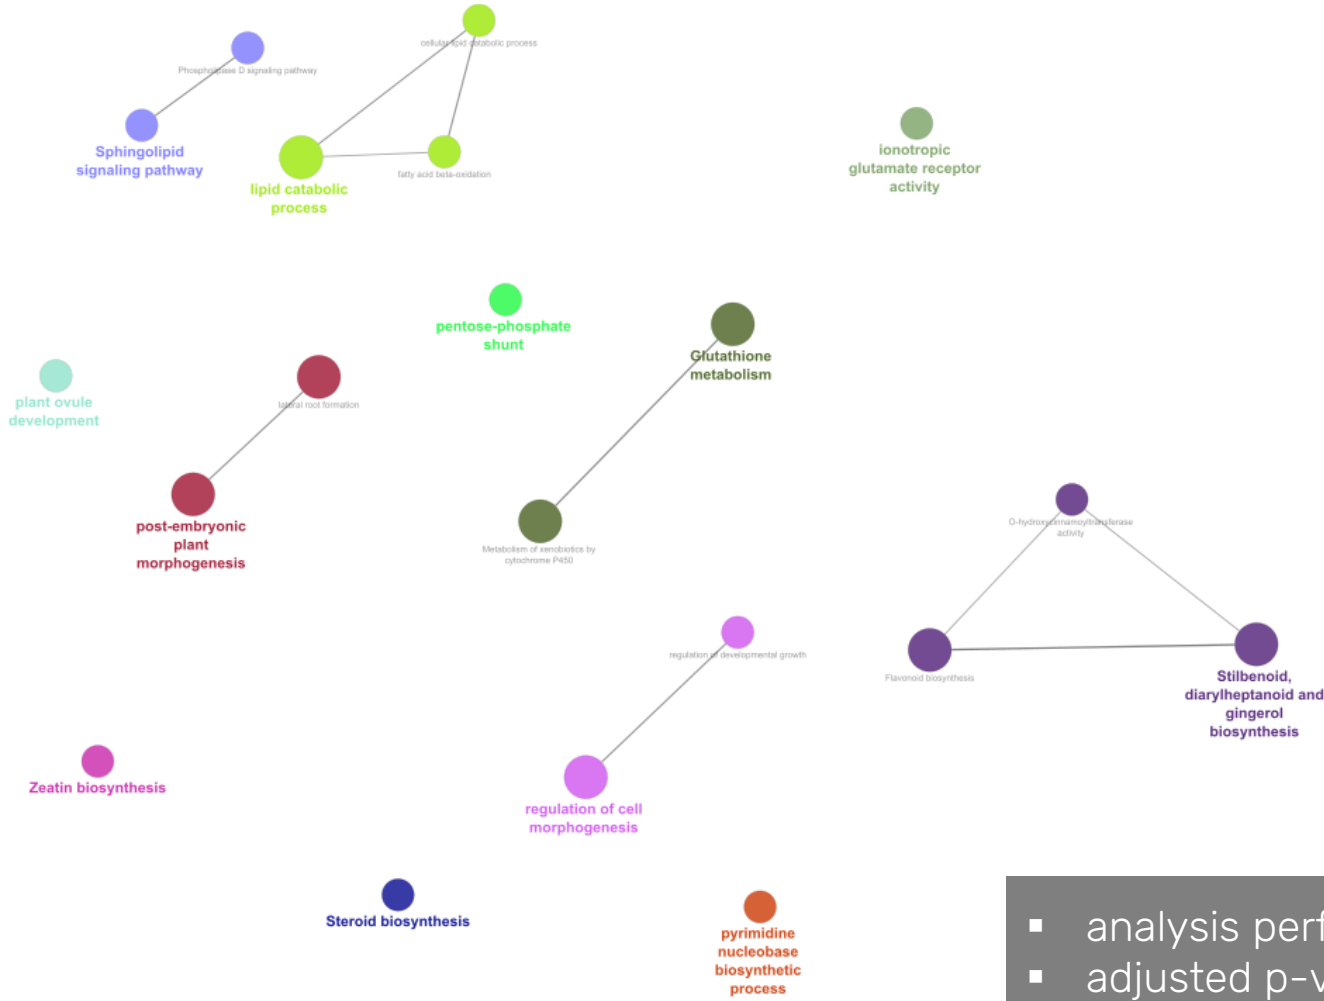 cellular lipid catabolic process
Phospholipase D signaling pathway
Sphingolipid
signaling pathway
fatty acid beta-oxidation
lipid catabolic
process
ionotropic
glutamate receptor
activity
pentose-phosphate
shunt
Glutathione
metabolism
plant ovule
development
lateral root formation
post-embryonic
plant
morphogenesis
Metabolism of xenobiotics by
cytochrome P450
O-hydroxycinnamoyltransferase
activity
regulation of developmental growth
Flavonoid biosynthesis
Stilbenoid,
diarylheptanoid and
gingerol
biosynthesis
Zeatin biosynthesis
regulation of cell
morphogenesis
Steroid biosynthesis
pyrimidine
nucleobase
biosynthetic
process
▪ analysis perf
▪ adjusted p-v